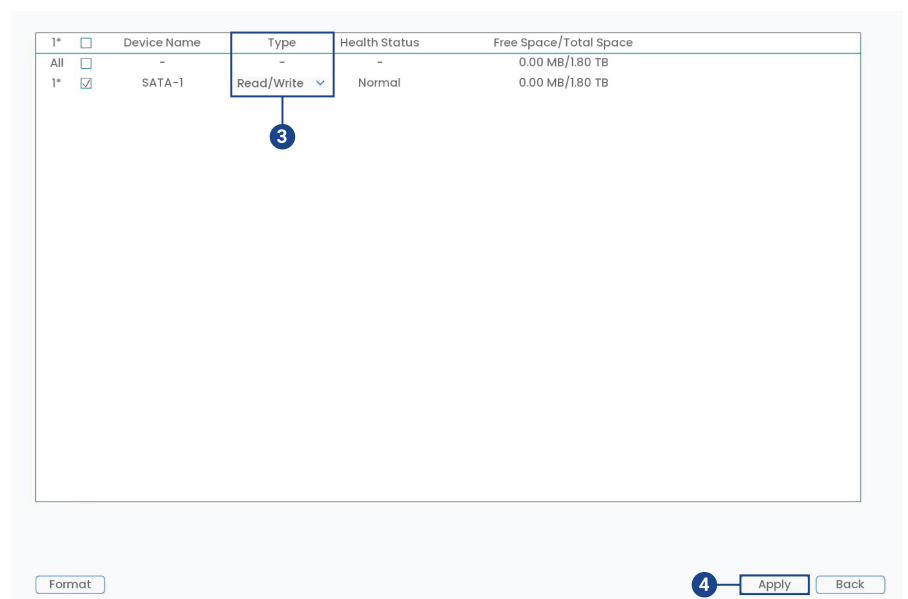 1* Device Name Type Health Status Free Space/Total Space
All - - - 0.00 MB/1.80 TB
1* SATA-1 Read/Write Normal 0.00 MB/1.80 TB
3
Format 4 Apply Back